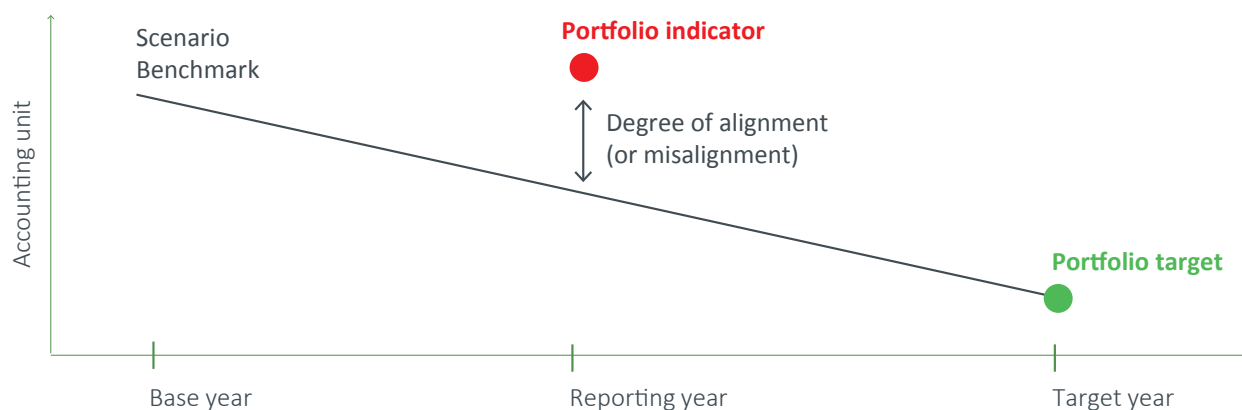 Scenario
Benchmark
Portfolio indicator
Degree of alignment
(or misalignment)
Accounting unit
Portfolio target
Base year
Reporting year
Target year